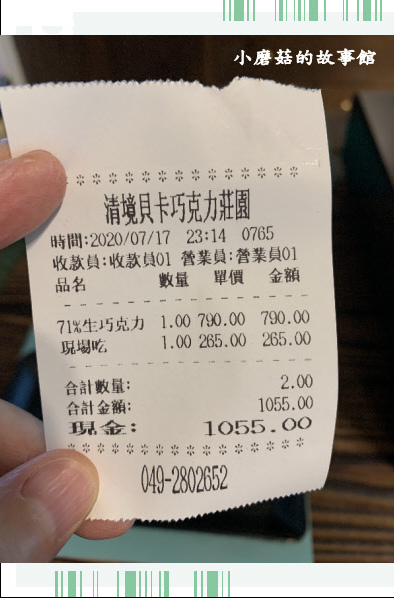 小蘑菇的故事館
* * * * * * * * * * * * * * * * *
清境貝卡巧克力莊園
時間:2020/07/17 23:14 0765
收款員:收款員01 營業員:營業員01
品名 數量 單價 金額
71%生巧克力 1.00 790.00 790.00
現場吃 1.00 265.00 265.00
合計數量: 2.00
合計金額: 1055.00
現金: 1055.00
* * * * * * * * * * * * * * * * *
049-2802652